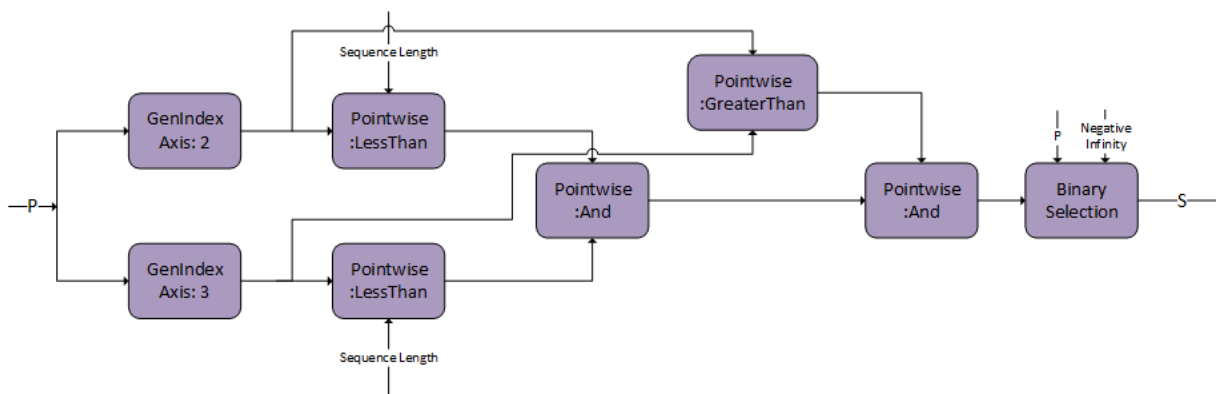 Sequence Length
Pointwise
:GreaterThan
GenIndex
Axis: 2
Pointwise
:LessThan
P
Negative
Infinity
P
Pointwise
:And
Pointwise
:And
Binary
Selection
S
GenIndex
Axis: 3
Pointwise
:LessThan
Sequence Length